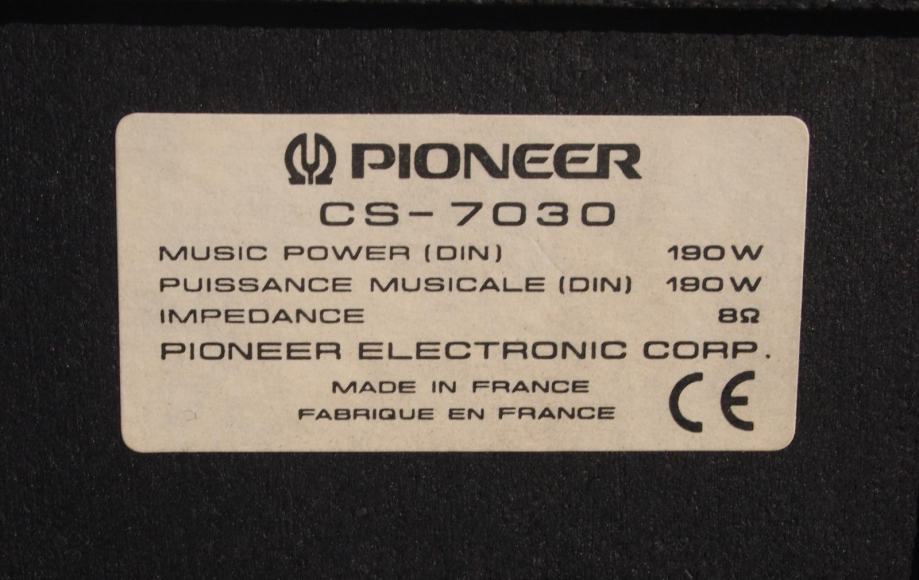 PIONEER
CS-7030
MUSIC POWER (DIN) 190W
PUISSANCE MUSICALE (DIN) 190W
IMPEDANCE 8Ω
PIONEER ELECTRONIC CORP.
MADE IN FRANCE
FABRIQUE EN FRANCE
CE